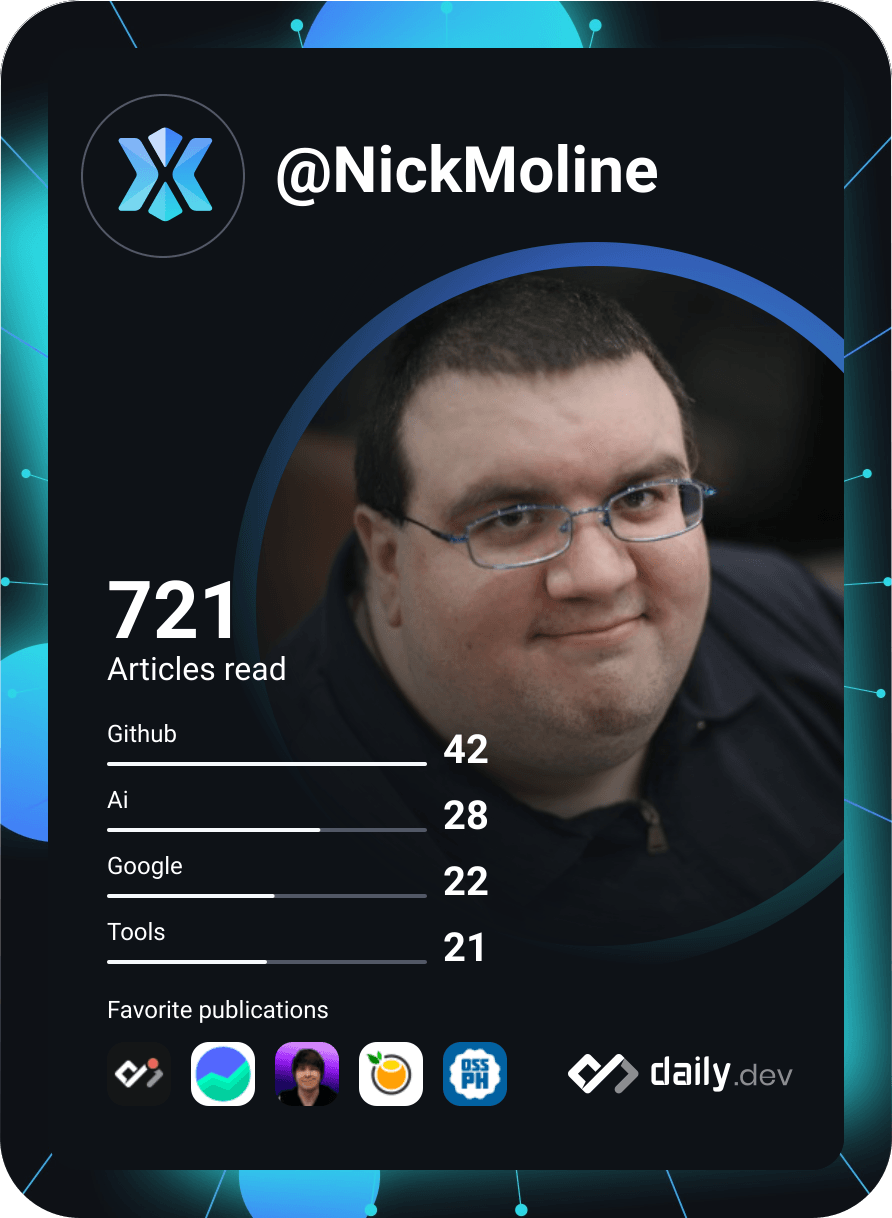 @NickMoline
721
Articles read
Github
42
Ai
28
Google
22
Tools
21
Favorite publications
OSS
PH
daily.dev